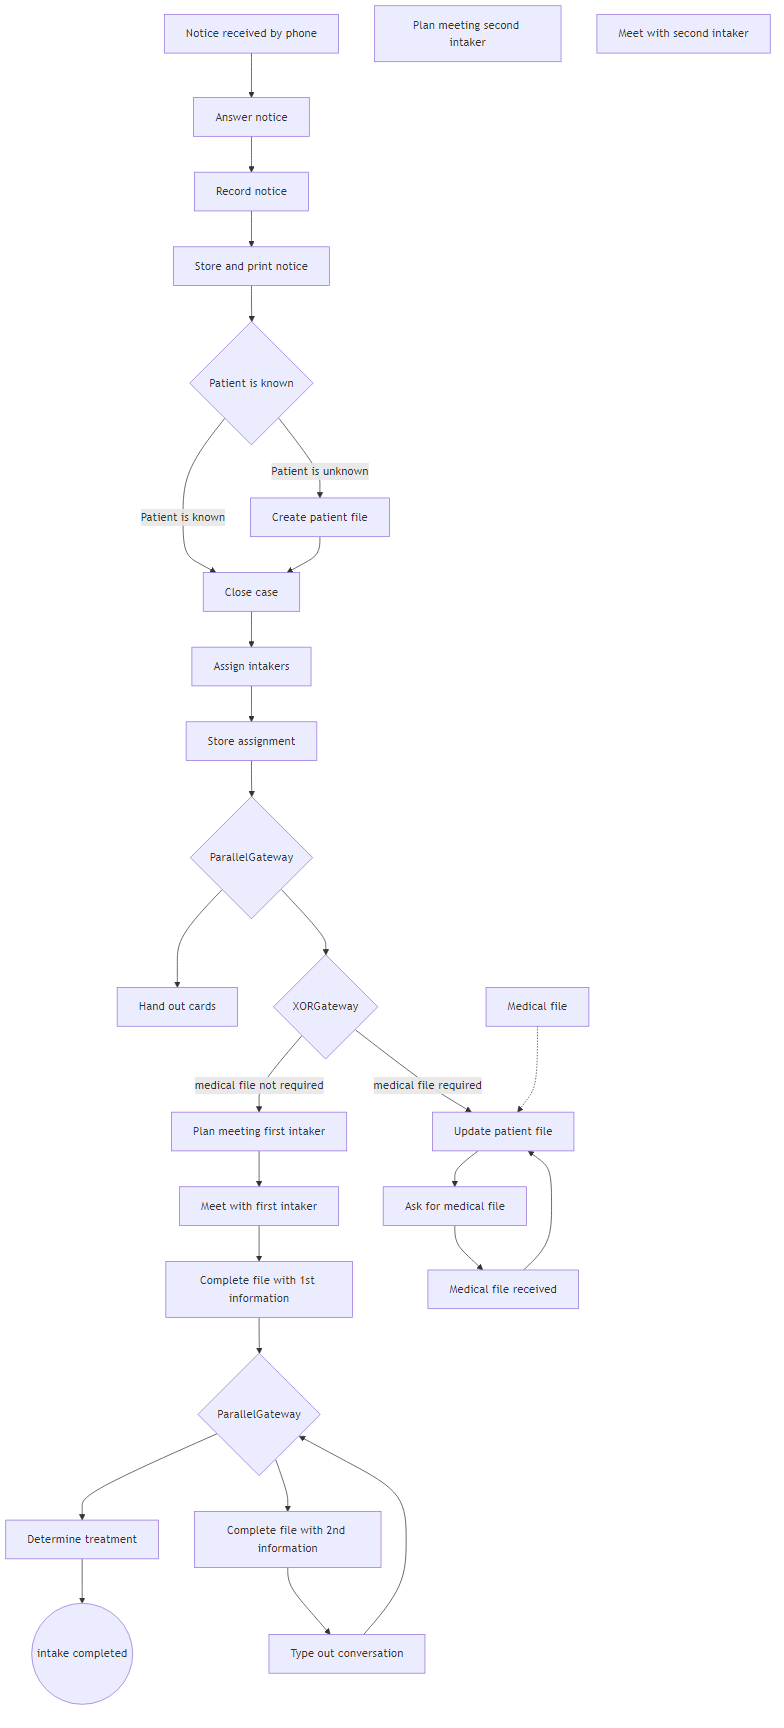 Notice received by phone
Plan meeting second
intaker
Meet with second intaker
Answer notice
Record notice
Store and print notice
Patient is known
Patient is unknown
Patient is known
Create patient file
Close case
Assign intakers
Store assignment
ParallelGateway
Hand out cards
XORGateway
Medical file
medical file not required
medical file required
Plan meeting first intaker
Update patient file
Meet with first intaker
Ask for medical file
Complete file with 1st
information
Medical file received
ParallelGateway
Determine treatment
Complete file with 2nd
information
intake completed
Type out conversation